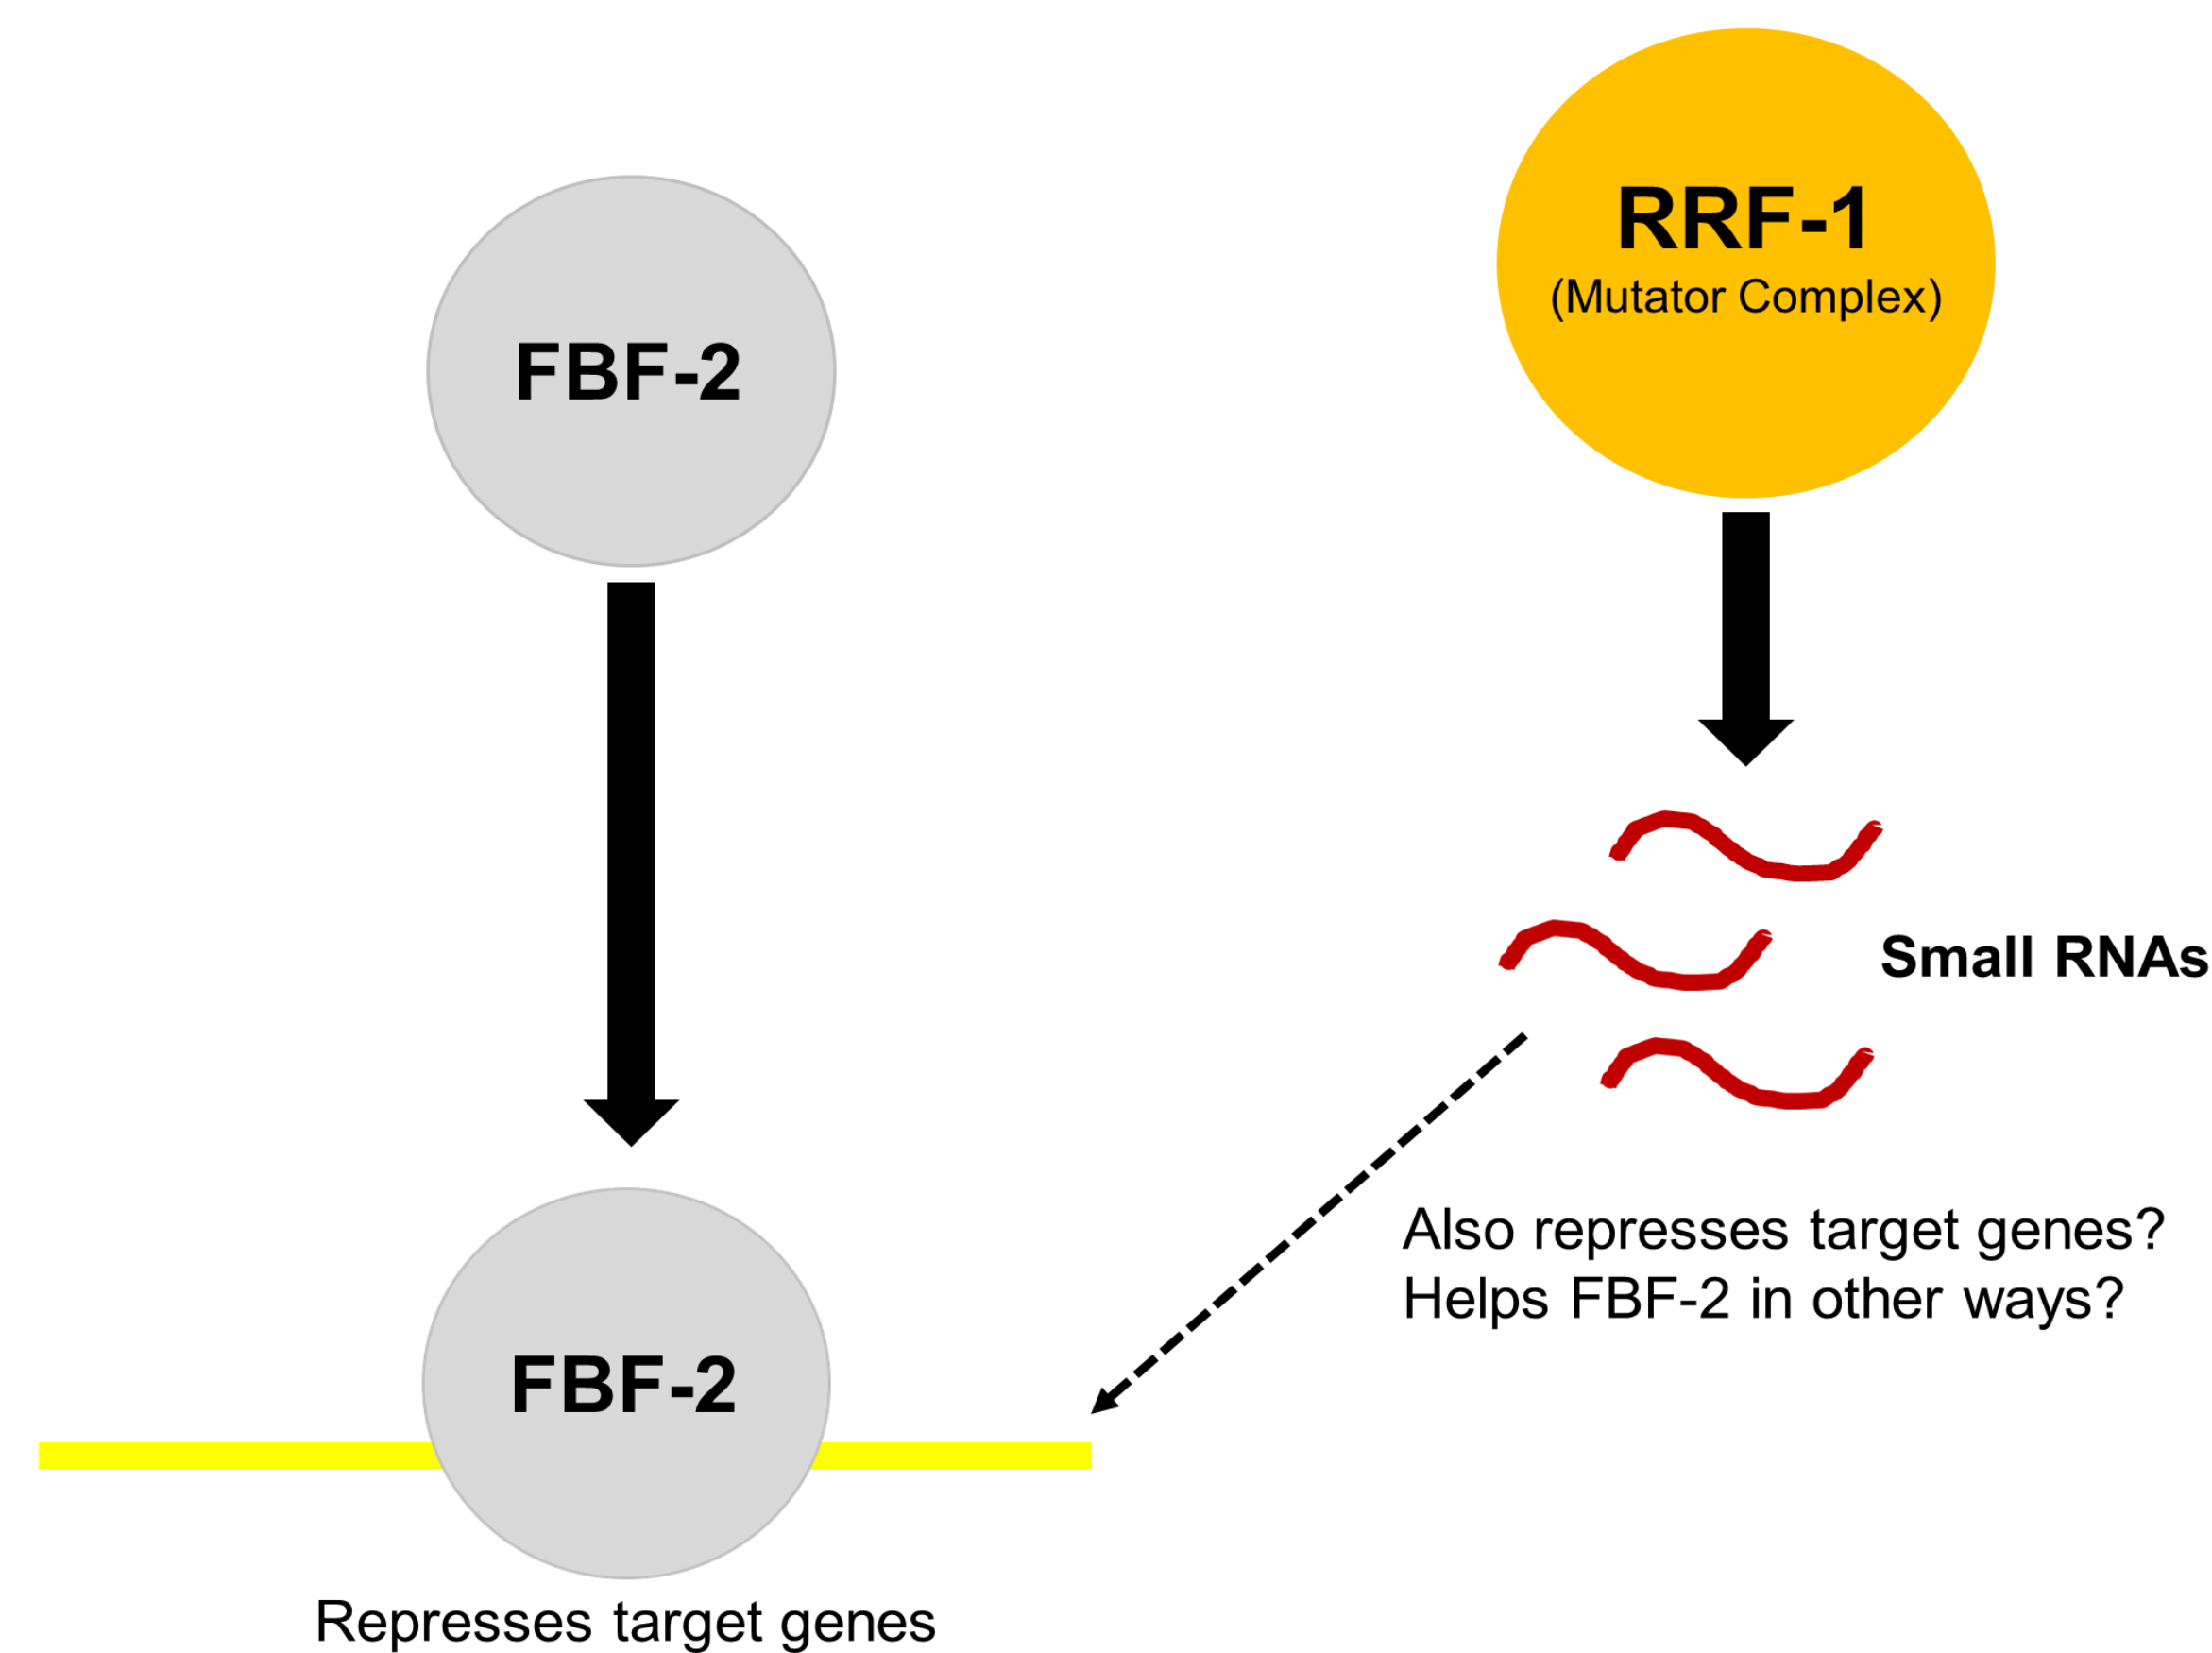 FBF-2
RRF-1
(Mutator Complex)
Small RNAs
Also represses target genes?
Helps FBF-2 in other ways?
FBF-2
Represses target genes